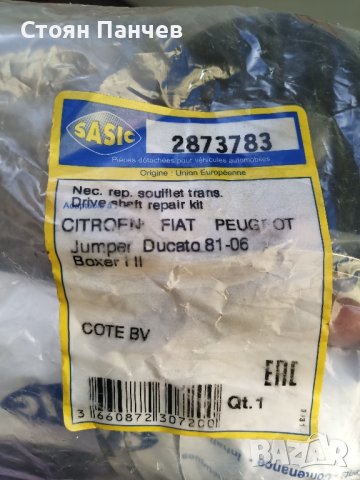 Стоян Панчев
SASIC
2873783
Pièces détachées pour véhicules automobiles
Origine : Union Européenne
Nec. rep. soufflet trans.
Drive shaft repair kit
CITROEN FIAT PEUGEOT
Jumper Ducato 81-06
Boxer I II
COTE BV
EAC
Qt. 1
3 660872 307200
bazar